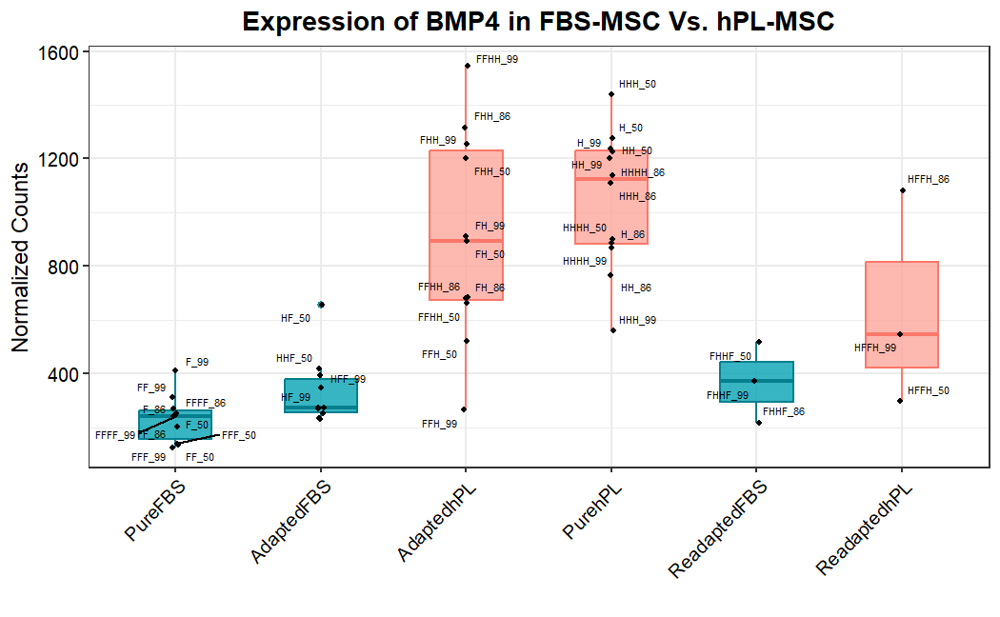 Expression of BMP4 in FBS-MSC Vs. hPL-MSC
Normalized Counts
1600
1200
800
400
FFHH_99
FHH_86
FHH_99
FHH_50
FH_99
FH_50
FFHH_86
FH_86
FFHH_50
FFH_50
FFH_99
HHH_50
H_50
H_99
HH_50
HH_99
HHHH_86
HHH_86
HHHH_50
H_86
HHHH_99
HH_86
HHH_99
HFFH_86
HFFH_99
HFFH_50
FHHF_50
FHHF_99
FHHF_86
HF_50
HHF_50
HFF_99
HF_99
F_99
FF_99
FFFF_86
F_86
F_50
FFFF_99
FF_86
FFF_50
FFF_99
FF_50
PureFBS
AdaptedFBS
AdaptedhPL
PurehPL
ReadaptedFBS
ReadaptedhPL